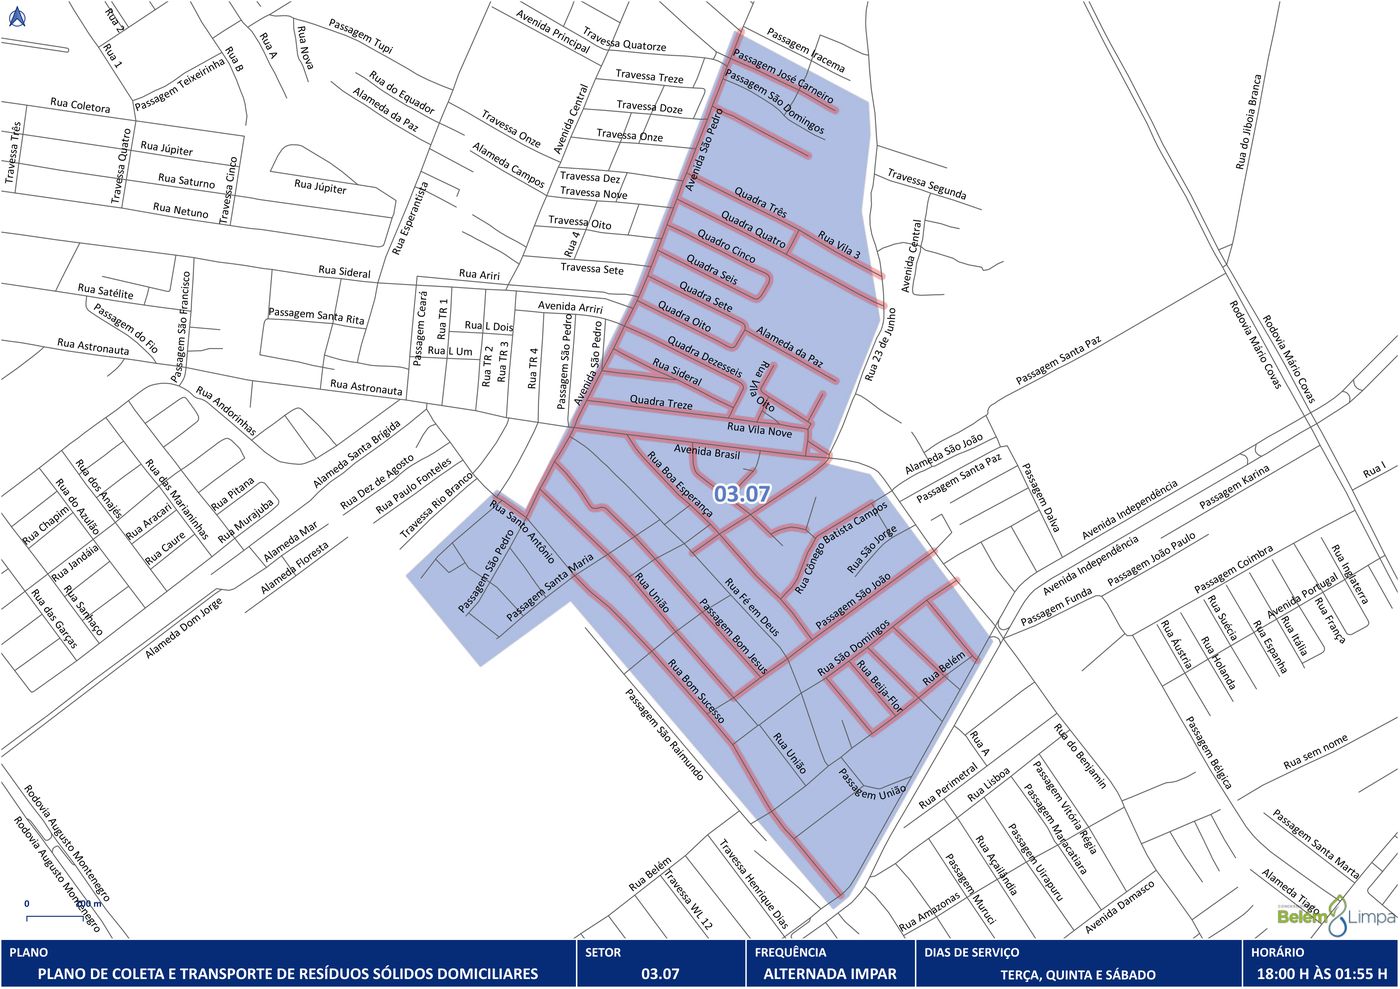 Rua 2
Rua 1
Passagem Teixeirinha
Rua B
Rua A
Rua Nova
Passagem Tupi
Rua do Equador
Alameda da Paz
Avenida Principal
Travessa Quatorze
Travessa Treze
Travessa Doze
Travessa Onze
Travessa Onze
Avenida Central
Alameda Campos
Travessa Dez
Travessa Nove
Travessa Oito
Rua 4
Travessa Sete
Passagem Iracema
Passagem José Carneiro
Passagem São Domingos
Avenida São Pedro
Rua do Jiboia Branca
Travessa Segunda
Avenida Central
Rua Coletora
Travessa Três
Travessa Quatro
Rua Júpiter
Rua Saturno
Travessa Cinco
Rua Netuno
Rua Júpiter
Rua Esperantista
Quadra Três
Quadra Quatro
Rua Vila 3
Quadro Cinco
Quadra Seis
Quadra Sete
Quadra Oito
Alameda da Paz
Quadra Dezesseis
Rua Sideral
Rua Vila Oito
Quadra Treze
Rua Vila Nove
Avenida Brasil
Rua 23 de Junho
Rua Sideral
Rua Ariri
Avenida Arriri
Rua Satélite
Passagem do Fio
Passagem São Francisco
Passagem Santa Rita
Passagem Ceará
Rua TR 1
Rua L Dois
Rua L Um
Rua TR 2
Rua TR 3
Rua TR 4
Passagem São Pedro
Avenida São Pedro
Rua Astronauta
Rua Astronauta
Rua Andorinhas
Alameda Santa Brigida
Rua Dez de Agosto
Rua Paulo Fonteles
Travessa Rio Branco
Rua das Marianinhas
Rua dos Anajés
Rua do Azulão
Rua Chapim
Rua Pitana
Rua Aracari
Rua Murajuba
Rua Caure
Rua Jandáia
Rua Sanhaço
Rua das Garças
Alameda Mar
Alameda Floresta
Alameda Dom Jorge
Rodovia Mário Covas
Rodovia Mário Covas
Passagem Santa Paz
Alameda São João
Passagem Santa Paz
Passagem Dalva
Avenida Independência
Passagem Karina
Avenida Independência
Passagem João Paulo
Passagem Funda
Passagem Coimbra
Avenida Portugal
Rua Inglaterra
Rua França
Rua Itália
Rua Espanha
Rua Suécia
Rua Holanda
Rua Áustria
Passagem Bélgica
Rua sem nome
Passagem Santa Marta
Alameda Tiago
03.07
Rua Boa Esperança
Rua Cônego Batista Campos
Rua São Jorge
Passagem São João
Rua Santo Antônio
Passagem São Pedro
Passagem Santa Maria
Rua União
Rua Fé em Deus
Passagem Bom Jesus
Rua São Domingos
Rua Beija-Flor
Rua Belém
Rua Bom Sucesso
Rua União
Passagem União
Passagem São Raimundo
Rua A
Rua do Benjamin
Rua Perimetral
Rua Lisboa
Passagem Vitória Régia
Passagem Maracatiara
Passagem Uirapuru
Rua Açailândia
Passagem Muruci
Rua Amazonas
Avenida Damasco
Rua Belém
Travessa WL 12
Travessa Henrique Dias
Rodovia Augusto Montenegro
Rodovia Augusto Montenegro
0 200 m
Belém Limpa
PLANO
PLANO DE COLETA E TRANSPORTE DE RESÍDUOS SÓLIDOS DOMICILIARES
SETOR
03.07
FREQUÊNCIA
ALTERNADA IMPAR
DIAS DE SERVIÇO
TERÇA, QUINTA E SÁBADO
HORÁRIO
18:00 H ÀS 01:55 H